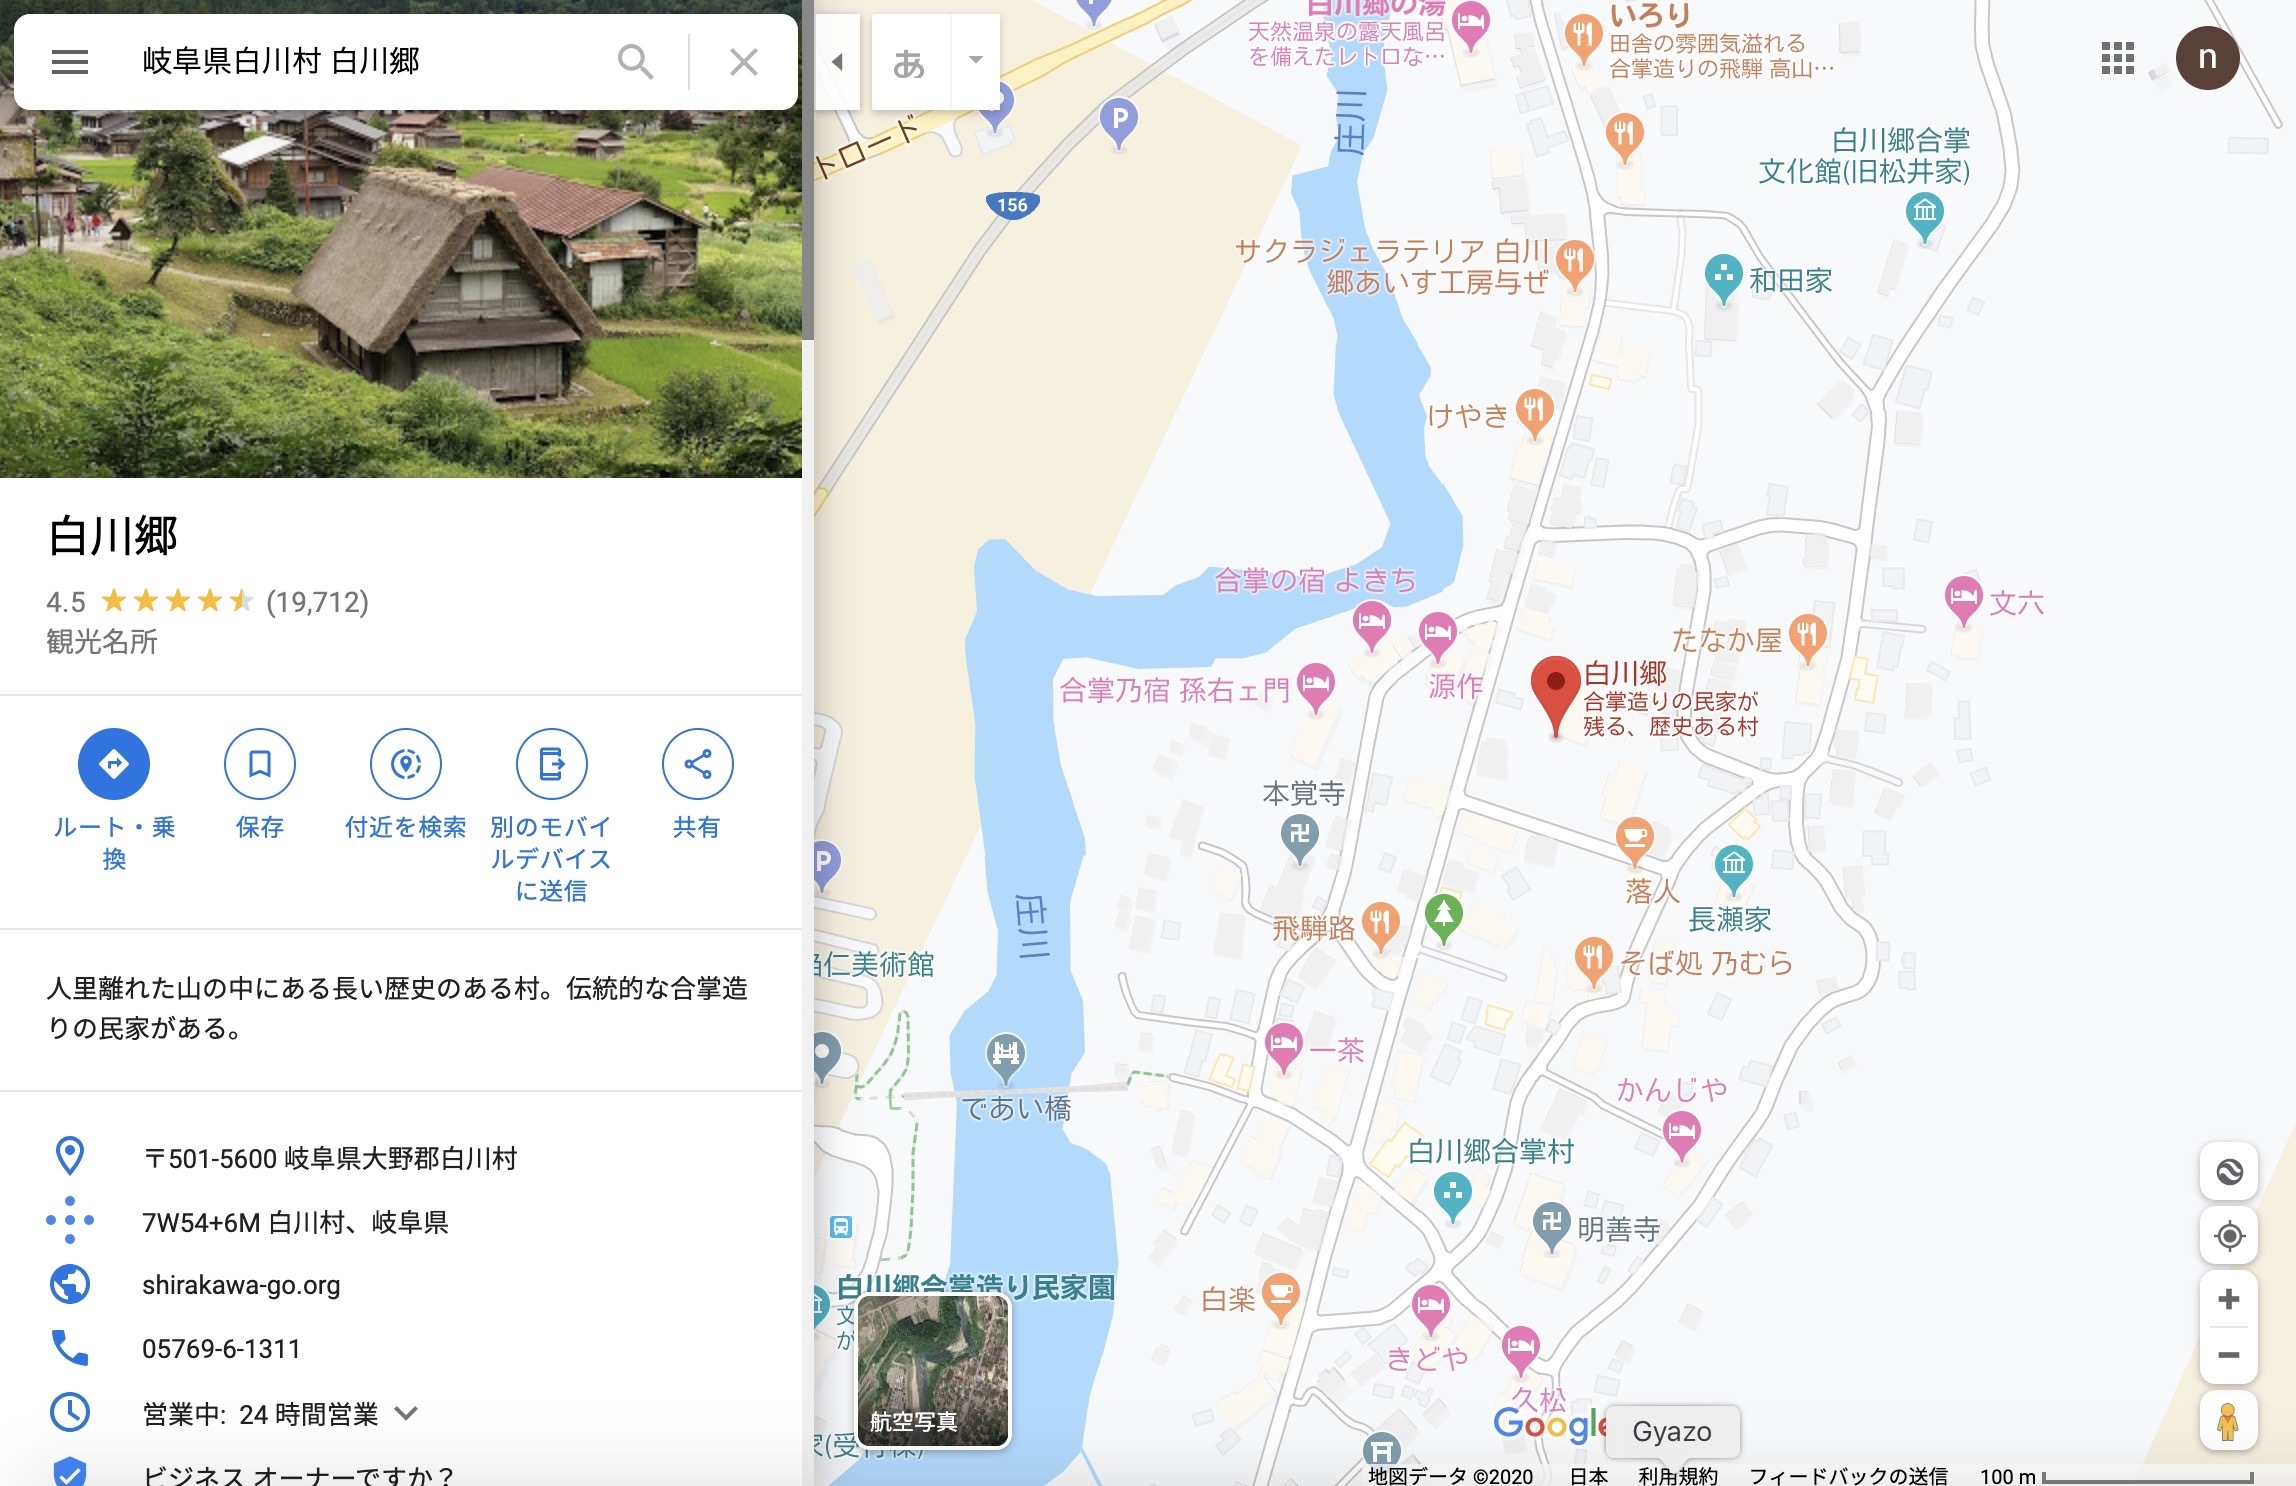 岐阜県白川村 白川郷
白川郷
4.5
(19,712)
観光名所
ルート・乗
換
保存
付近を検索
別のモバイ
ルデバイス
に送信
共有
人里離れた山の中にある長い歴史のある村。伝統的な合掌造
りの民家がある。
〒501-5600 岐阜県大野郡白川村
7W54+6M 白川村、岐阜県
shirakawa-go.org
05769-6-1311
営業中: 24 時間営業
ビジネス オーナーですか？
あ
n
白川郷の湯
天然温泉の露天風呂
を備えたレトロな…
いろり
田舎の雰囲気溢れる
合掌造りの飛騨 高山…
トロード
P
156
庄川
白川郷合掌
文化館(旧松井家)
サクラジェラテリア 白川
郷あいす工房与ぜ
和田家
けやき
合掌の宿 よきち
文六
たなか屋
合掌乃宿 孫右ェ門
源作
白川郷
合掌造りの民家が
残る、歴史ある村
本覚寺
P
落人
長瀬家
飛騨路
庄川
仁美術館
そば処 乃むら
一茶
であい橋
かんじや
白川郷合掌村
明善寺
白川郷合掌造り民家園
文
が
白楽
きどや
久松
航空写真
Google
Gyazo
地図データ ©2020
日本
利用規約
フィードバックの送信
100 m